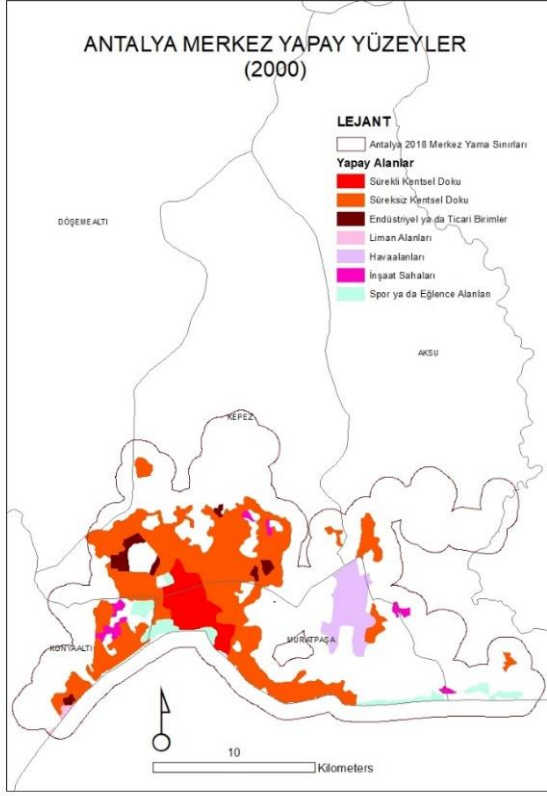 ANTALYA MERKEZ YAPAY YÜZEYLER
(2000)
LEJANT
Antalya 2018 Merkez Yama Sınırları
Yapay Alanlar
Sürekli Kentsel Doku
Süreksiz Kentsel Doku
Endüstriyel ya da Ticari Birimler
Liman Alanları
Havaalanları
İnşaat Sahaları
Spor ya da Eğlence Alanları
DÖŞEMEALTI
AKSU
KEPEZ
MURATPAŞA
KONYAALTI
10
Kilometers